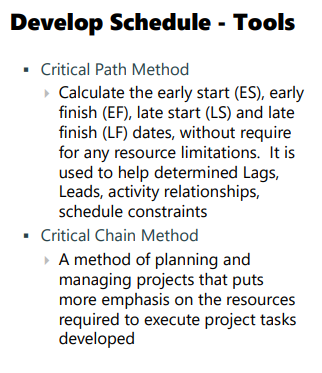 Develop Schedule - Tools
Critical Path Method
Calculate the early start (ES), early
finish (EF), late start (LS) and late
finish (LF) dates, without require
for any resource limitations.  It is
used to help determined Lags,
Leads, activity relationships,
schedule constraints
Critical Chain Method
A method of planning and
managing projects that puts
more emphasis on the resources
required to execute project tasks
developed